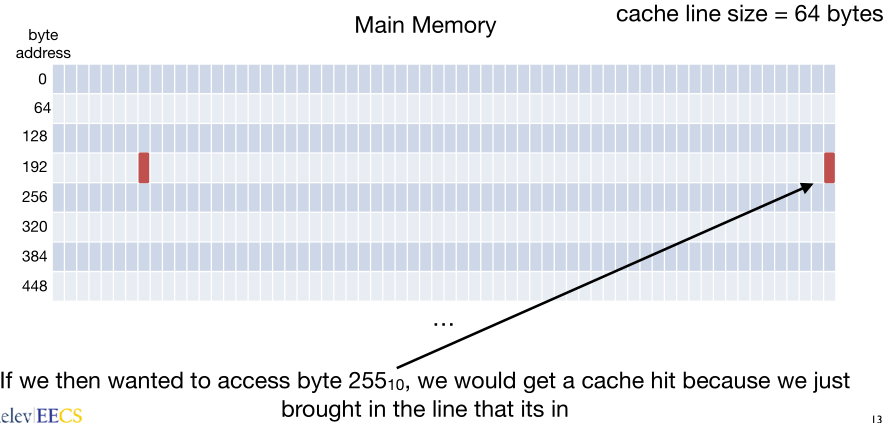 Main Memory
cache line size = 64 bytes
byte
address
0
64
128
192
256
320
384
448
...
If we then wanted to access byte 255₁₀, we would get a cache hit because we just
brought in the line that its in
eley EECS
13